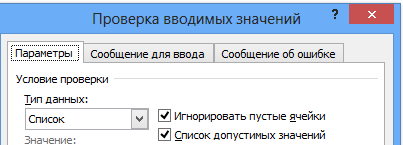 Проверка вводимых значений ?
Параметры Сообщение для ввода Сообщение об ошибке
Условие проверки
Тип данных:
Список Игнорировать пустые ячейки
Значение: Список допустимых значений